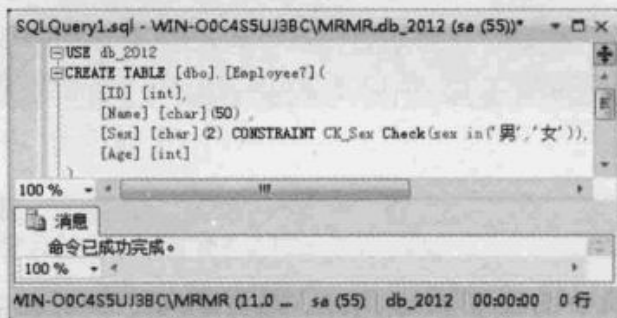 SQLQuery1.sql - WIN-O0C4S5UJ3BC\MRMR.db_2012 (sa (55))*
USE db_2012
CREATE TABLE [dbo].[Employee7](
[ID] [int],
[Name] [char](50) ,
[Sex] [char](2) CONSTRAINT CK_Sex Check(sex in('男','女')),
[Age] [int]
)
100 %
消息
命令已成功完成。
100 %
WIN-O0C4S5UJ3BC\MRMR (11.0 ... sa (55) db_2012 00:00:00 0 行